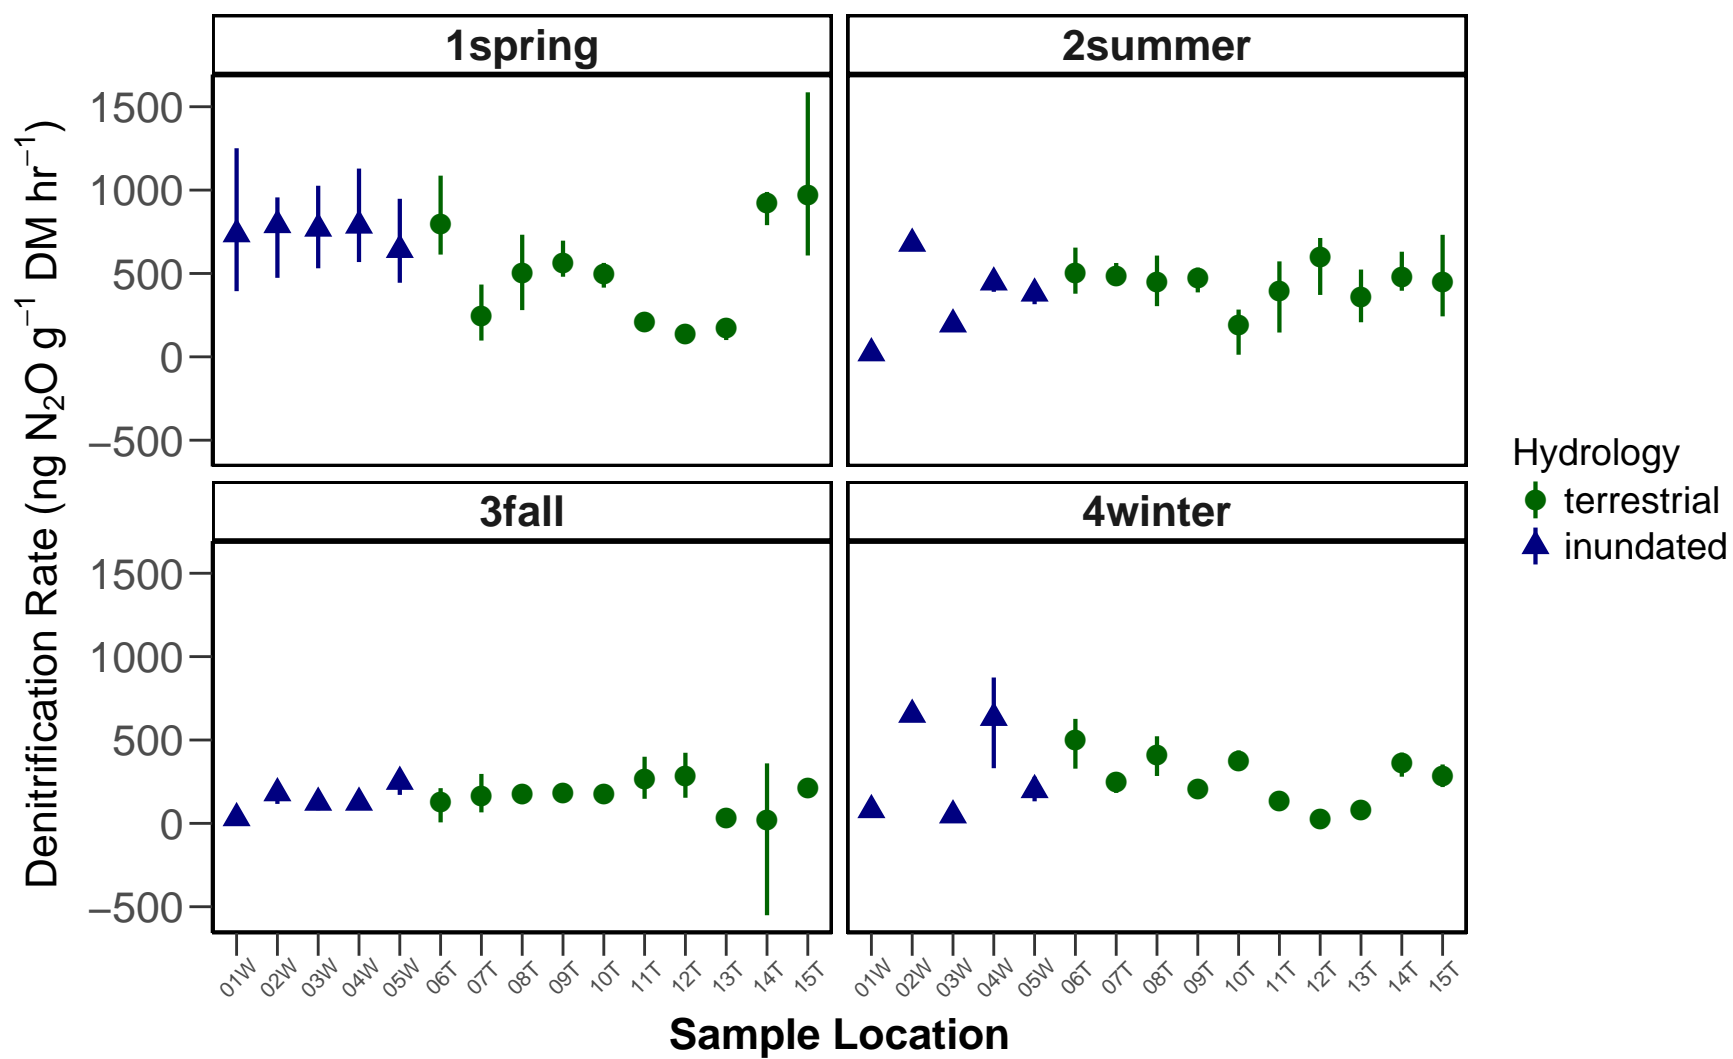 1spring
2summer
1500
1000
500
0
−500
3fall
4winter
1500
1000
500
0
−500
Denitrification Rate (ng N₂O g⁻¹ DM hr⁻¹)
01W 02W 03W 04W 05W 06T 07T 08T 09T 10T 11T 12T 13T 14T 15T
01W 02W 03W 04W 05W 06T 07T 08T 09T 10T 11T 12T 13T 14T 15T
Sample Location
Hydrology
terrestrial
inundated